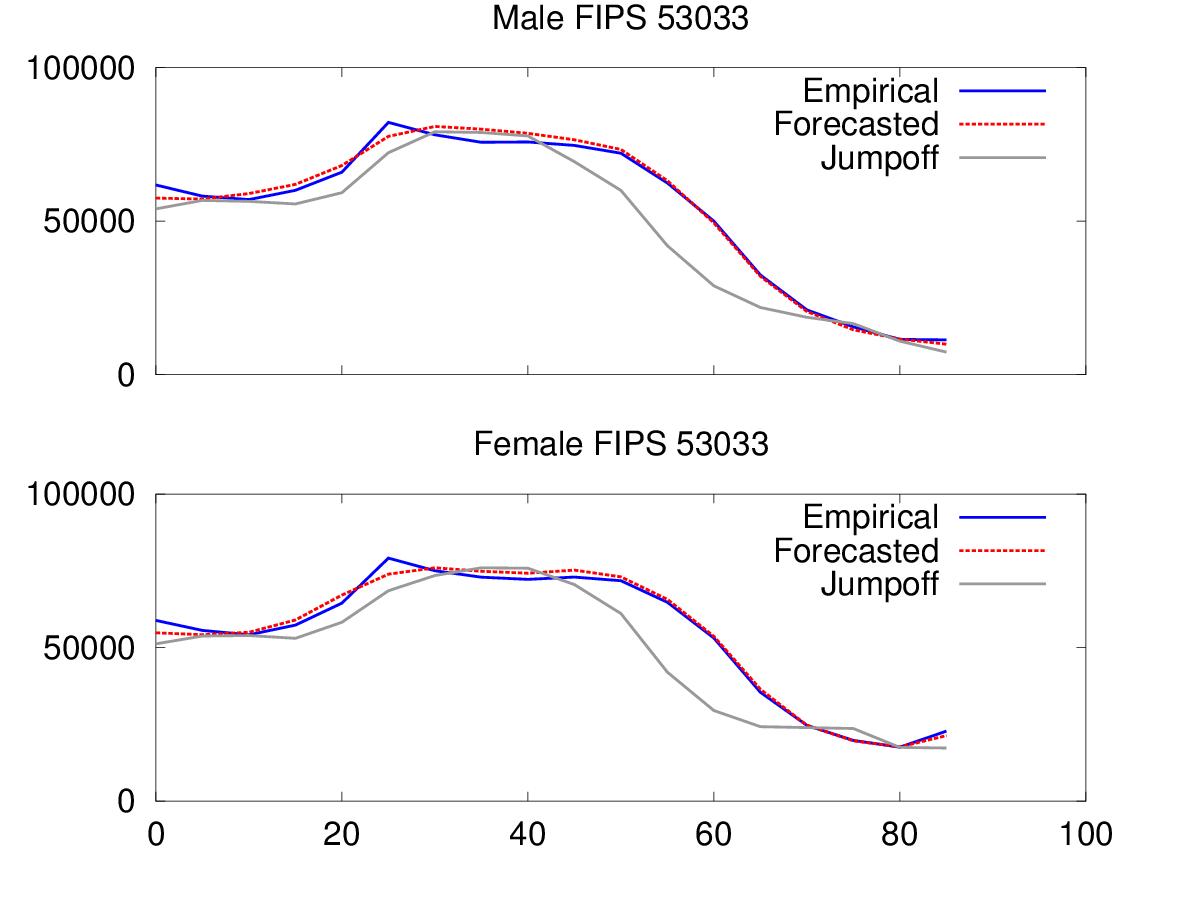 Male FIPS 53033
100000
50000
0
Empirical
Forecasted
Jumpoff
Female FIPS 53033
100000
50000
0
Empirical
Forecasted
Jumpoff
0 20 40 60 80 100